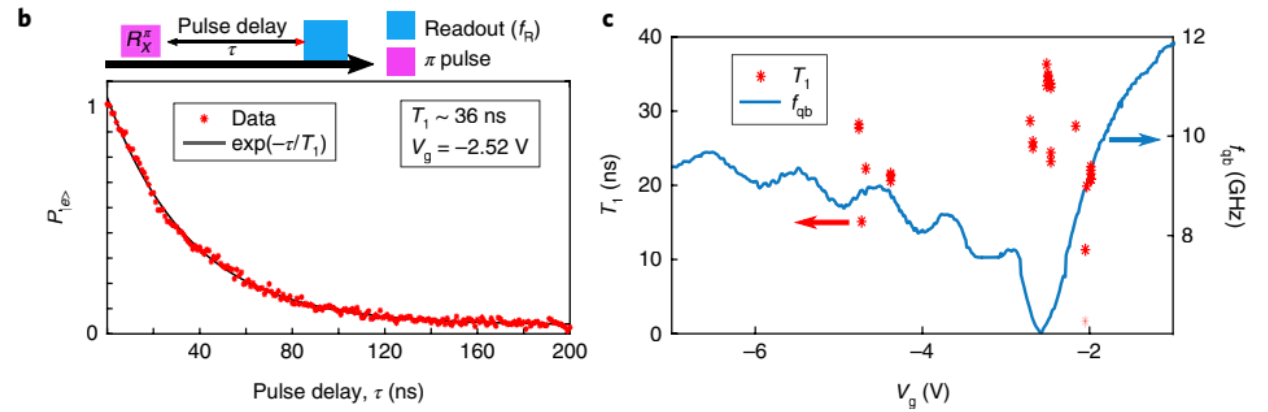 b
R_X^π
Pulse delay
τ
Readout (f_R)
π pulse
1
0
P_|e>
Data
exp(−τ/T_1)
T_1 ~ 36 ns
V_g = −2.52 V
40
80
120
160
200
Pulse delay, τ (ns)
c
40
30
20
10
0
T_1 (ns)
T_1
f_qb
12
10
8
f_qb (GHz)
−6
−4
−2
V_g (V)